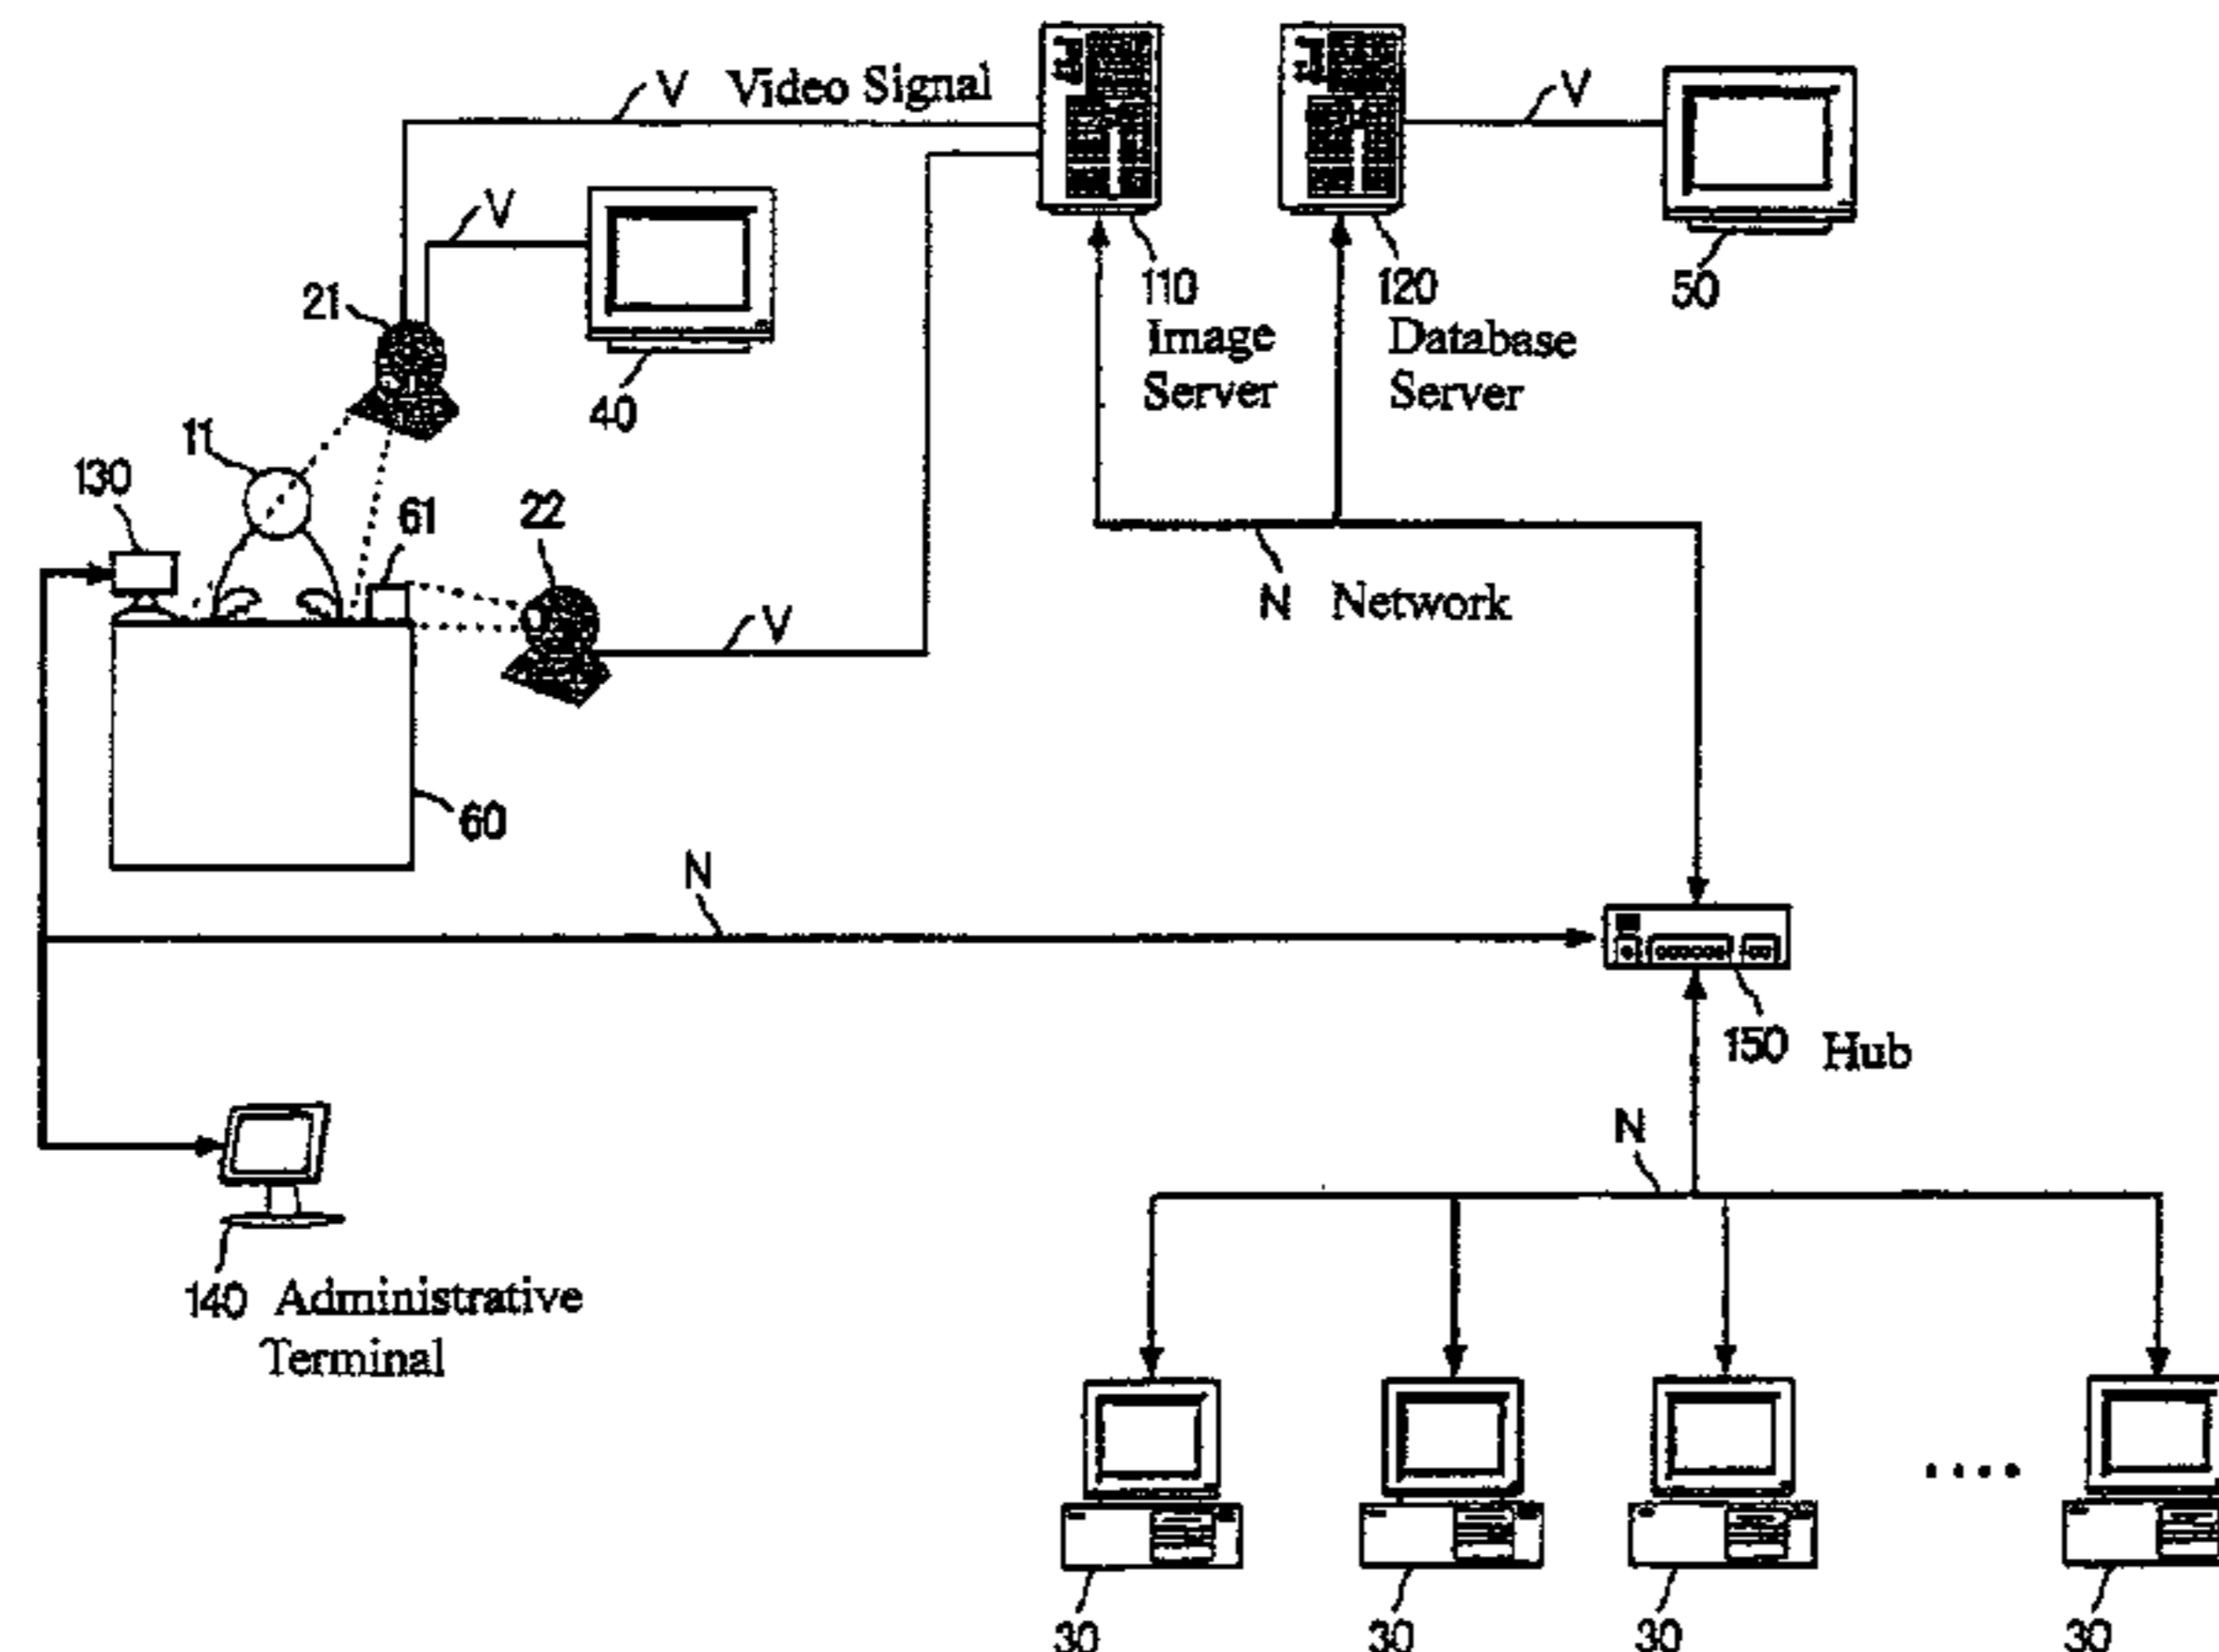 V Video Signal
V
V
21
40
110
Image
Server
120
Database
Server
50
11
130
61
22
V
N Network
60
N
150 Hub
N
140 Administrative
Terminal
30
30
30
30